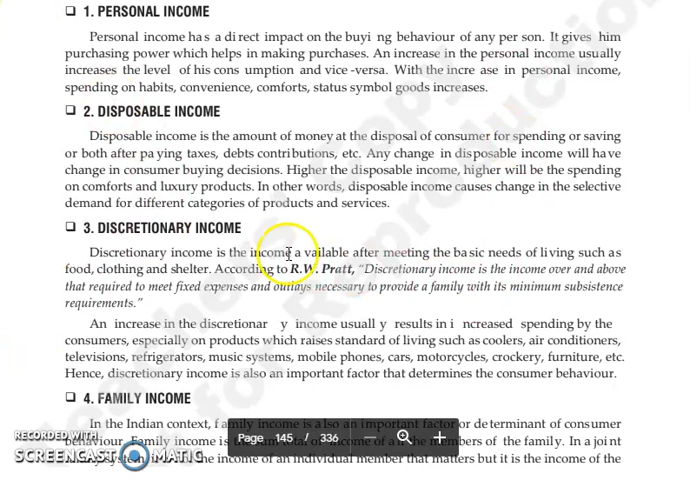 1. PERSONAL INCOME
Personal income has a direct impact on the buying behaviour of any person. It gives him
purchasing power which helps in making purchases. An increase in the personal income usually
increases the level of his consumption and vice-versa. With the increase in personal income,
spending on habits, convenience, comforts, status symbol goods increases.
2. DISPOSABLE INCOME
Disposable income is the amount of money at the disposal of consumer for spending or saving
or both after paying taxes, debts contributions, etc. Any change in disposable income will have
change in consumer buying decisions. Higher the disposable income, higher will be the spending
on comforts and luxury products. In other words, disposable income causes change in the selective
demand for different categories of products and services.
3. DISCRETIONARY INCOME
Discretionary income is the income available after meeting the basic needs of living such as
food, clothing and shelter. According to R.W. Pratt, "Discretionary income is the income over and above
that required to meet fixed expenses and outlays necessary to provide a family with its minimum subsistence
requirements."
An increase in the discretionary income usually results in increased spending by the
consumers, especially on products which raises standard of living such as coolers, air conditioners,
televisions, refrigerators, music systems, mobile phones, cars, motorcycles, crockery, furniture, etc.
Hence, discretionary income is also an important factor that determines the consumer behaviour.
4. FAMILY INCOME
In the Indian context, family income is also an important factor or determinant of consumer
behaviour. Family income is the income of all the members of the family. In a joint
the income of an individual member that matters but it is the income of the
Page 145 / 336
RECORDED WITH
SCREENCAST MATIC